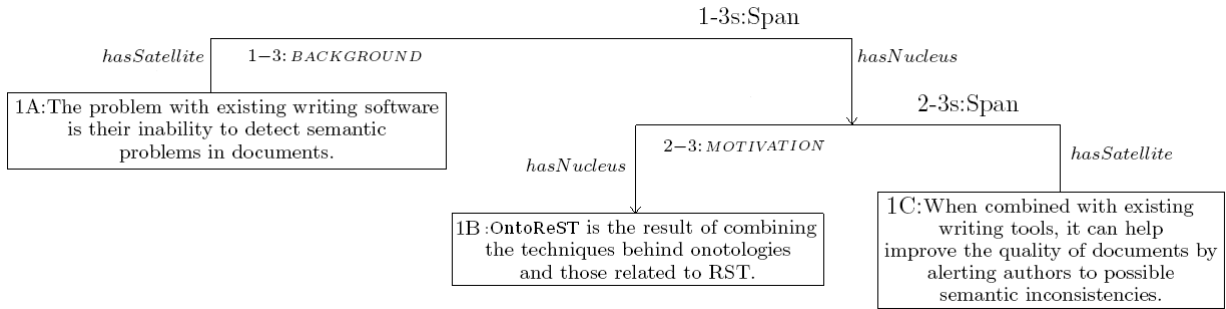 1-3s:Span
hasSatellite
1−3: BACKGROUND
hasNucleus
1A:The problem with existing writing software
is their inability to detect semantic
problems in documents.
2-3s:Span
2−3: MOTIVATION
hasNucleus
hasSatellite
1B :OntoReST is the result of combining
the techniques behind onotologies
and those related to RST.
1C:When combined with existing
writing tools, it can help
improve the quality of documents by
alerting authors to possible
semantic inconsistencies.